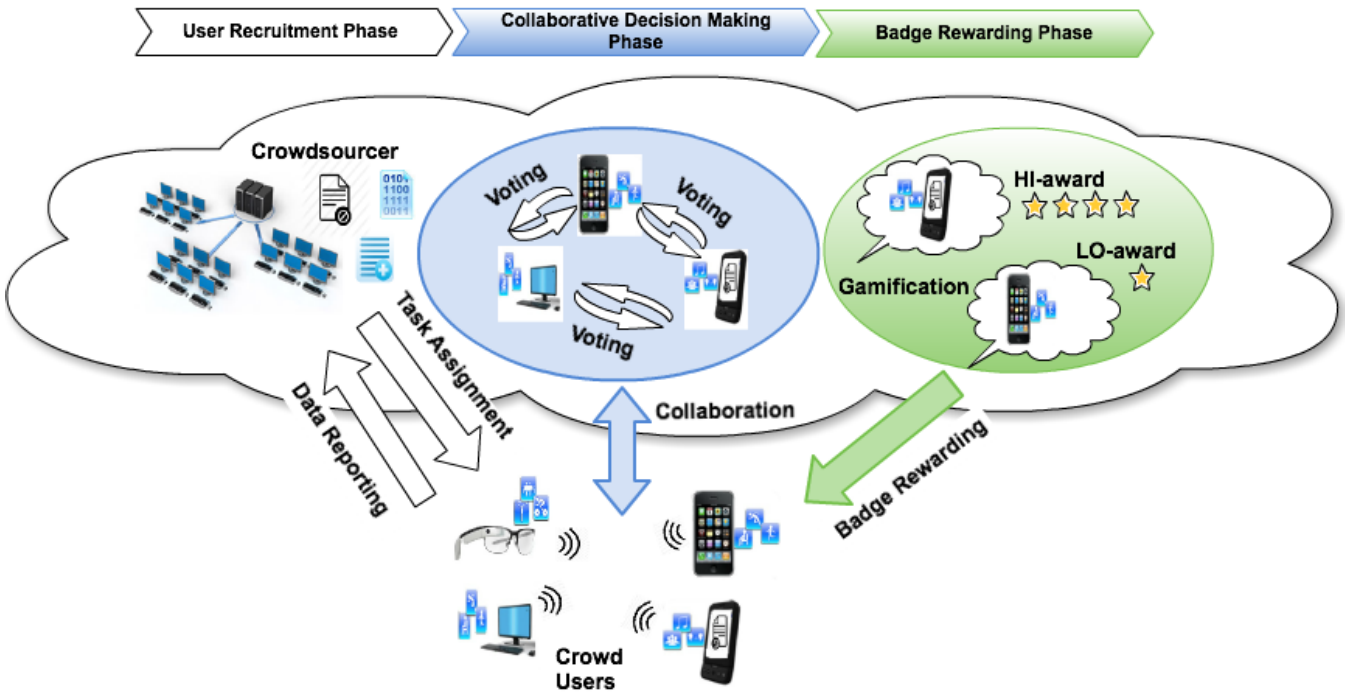 User Recruitment Phase
Collaborative Decision Making
Phase
Badge Rewarding Phase
Crowdsourcer
010
1100
1111
0011
Voting
Voting
Voting
HI-award
LO-award
Gamification
Task Assignment
Data Reporting
Collaboration
Badge Rewarding
Crowd
Users